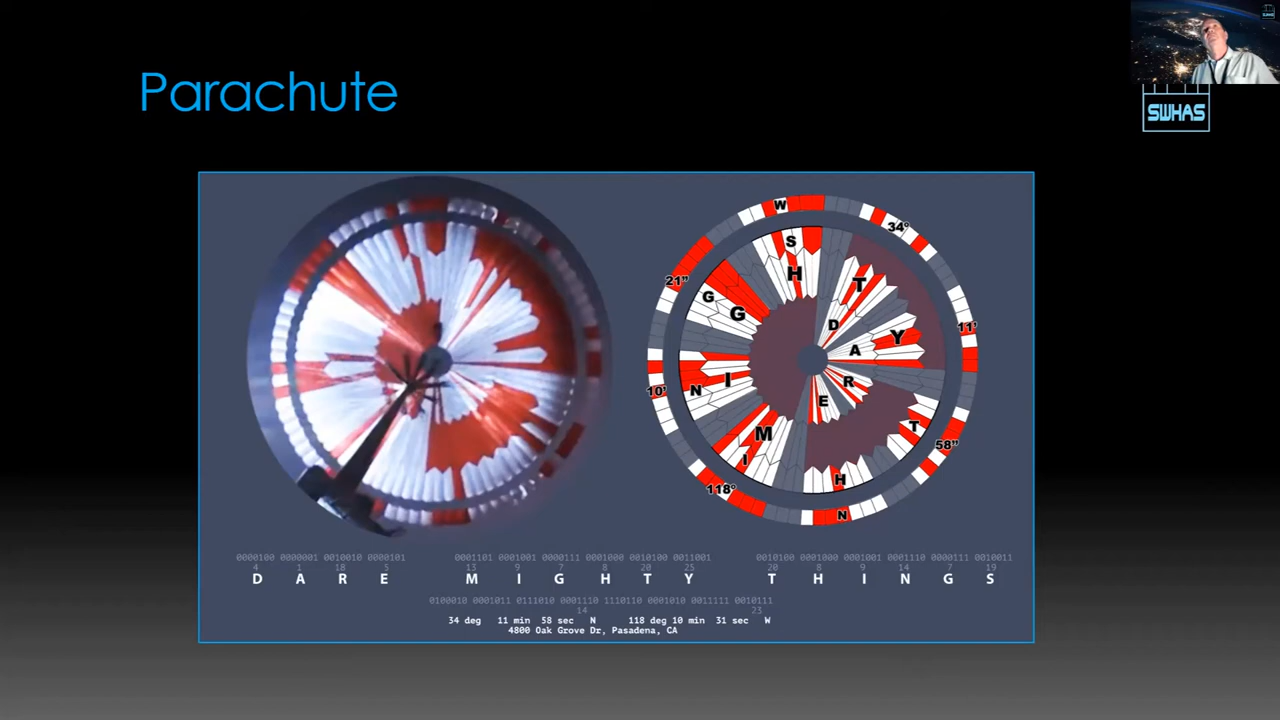 Parachute
SWHAS
W
34°
S
H
T
21"
G
G
D
11'
A
Y
N
I
R
10'
E
M
T
I
58"
118°
H
N
0000100 0000001 0010010 0000101
4 1 18 5
D A R E
0001101 0001001 0000111 0001000 0010100 0011001
13 9 7 8 20 25
M I G H T Y
0010100 0001000 0001001 0001110 0000111 0010011
20 8 9 14 7 19
T H I N G S
0100010 0001011 0111010 0001110 1110110 0001010 0011111 0010111
14 23
34 deg 11 min 58 sec N 118 deg 10 min 31 sec W
4800 Oak Grove Dr, Pasadena, CA